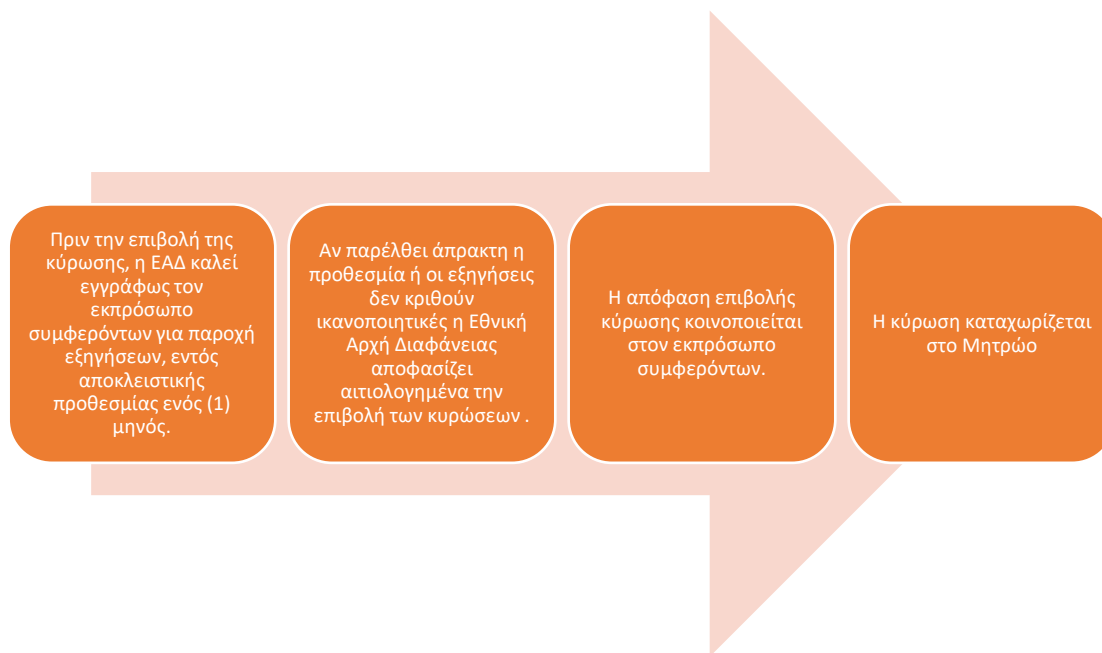 Πριν την επιβολή της
κύρωσης, η ΕΑΔ καλεί
εγγράφως τον
εκπρόσωπο
συμφερόντων για παροχή
εξηγήσεων, εντός
αποκλειστικής
προθεσμίας ενός (1)
μηνός.
Αν παρέλθει άπρακτη η
προθεσμία ή οι εξηγήσεις
δεν κριθούν
ικανοποιητικές η Εθνική
Αρχή Διαφάνειας
αποφασίζει
αιτιολογημένα την
επιβολή των κυρώσεων .
Η απόφαση επιβολής
κύρωσης κοινοποιείται
στον εκπρόσωπο
συμφερόντων.
Η κύρωση καταχωρίζεται
στο Μητρώο